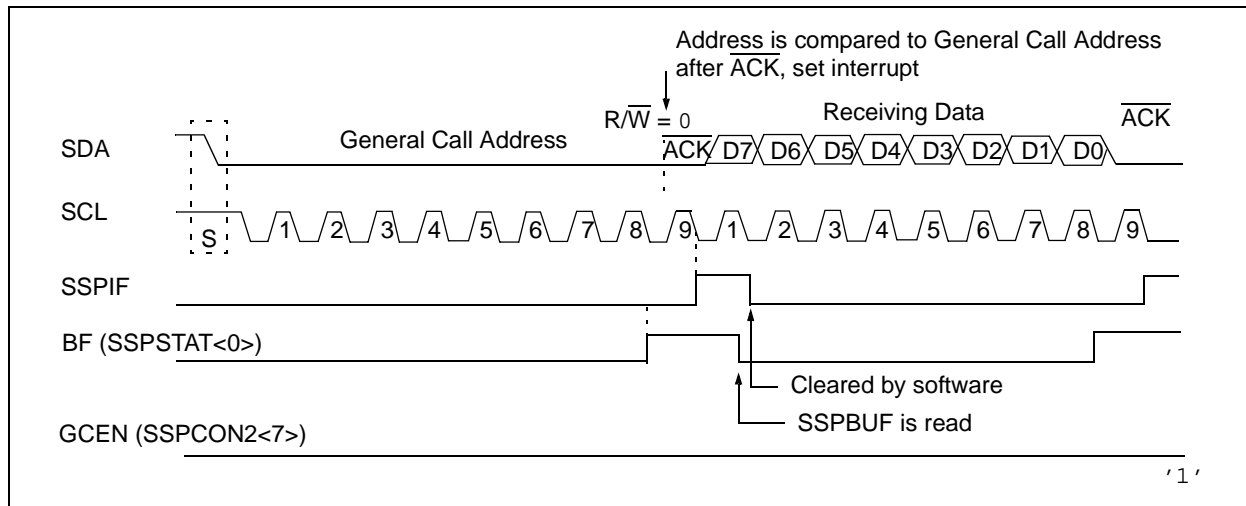 Address is compared to General Call Address
after A̅C̅K̅, set interrupt
R/W̅ = 0
Receiving Data
A̅C̅K̅
SDA
General Call Address
A̅C̅K̅ D7 D6 D5 D4 D3 D2 D1 D0
SCL
S
1 2 3 4 5 6 7 8 9 1 2 3 4 5 6 7 8 9
SSPIF
BF (SSPSTAT<0>)
Cleared by software
SSPBUF is read
GCEN (SSPCON2<7>)
'1'